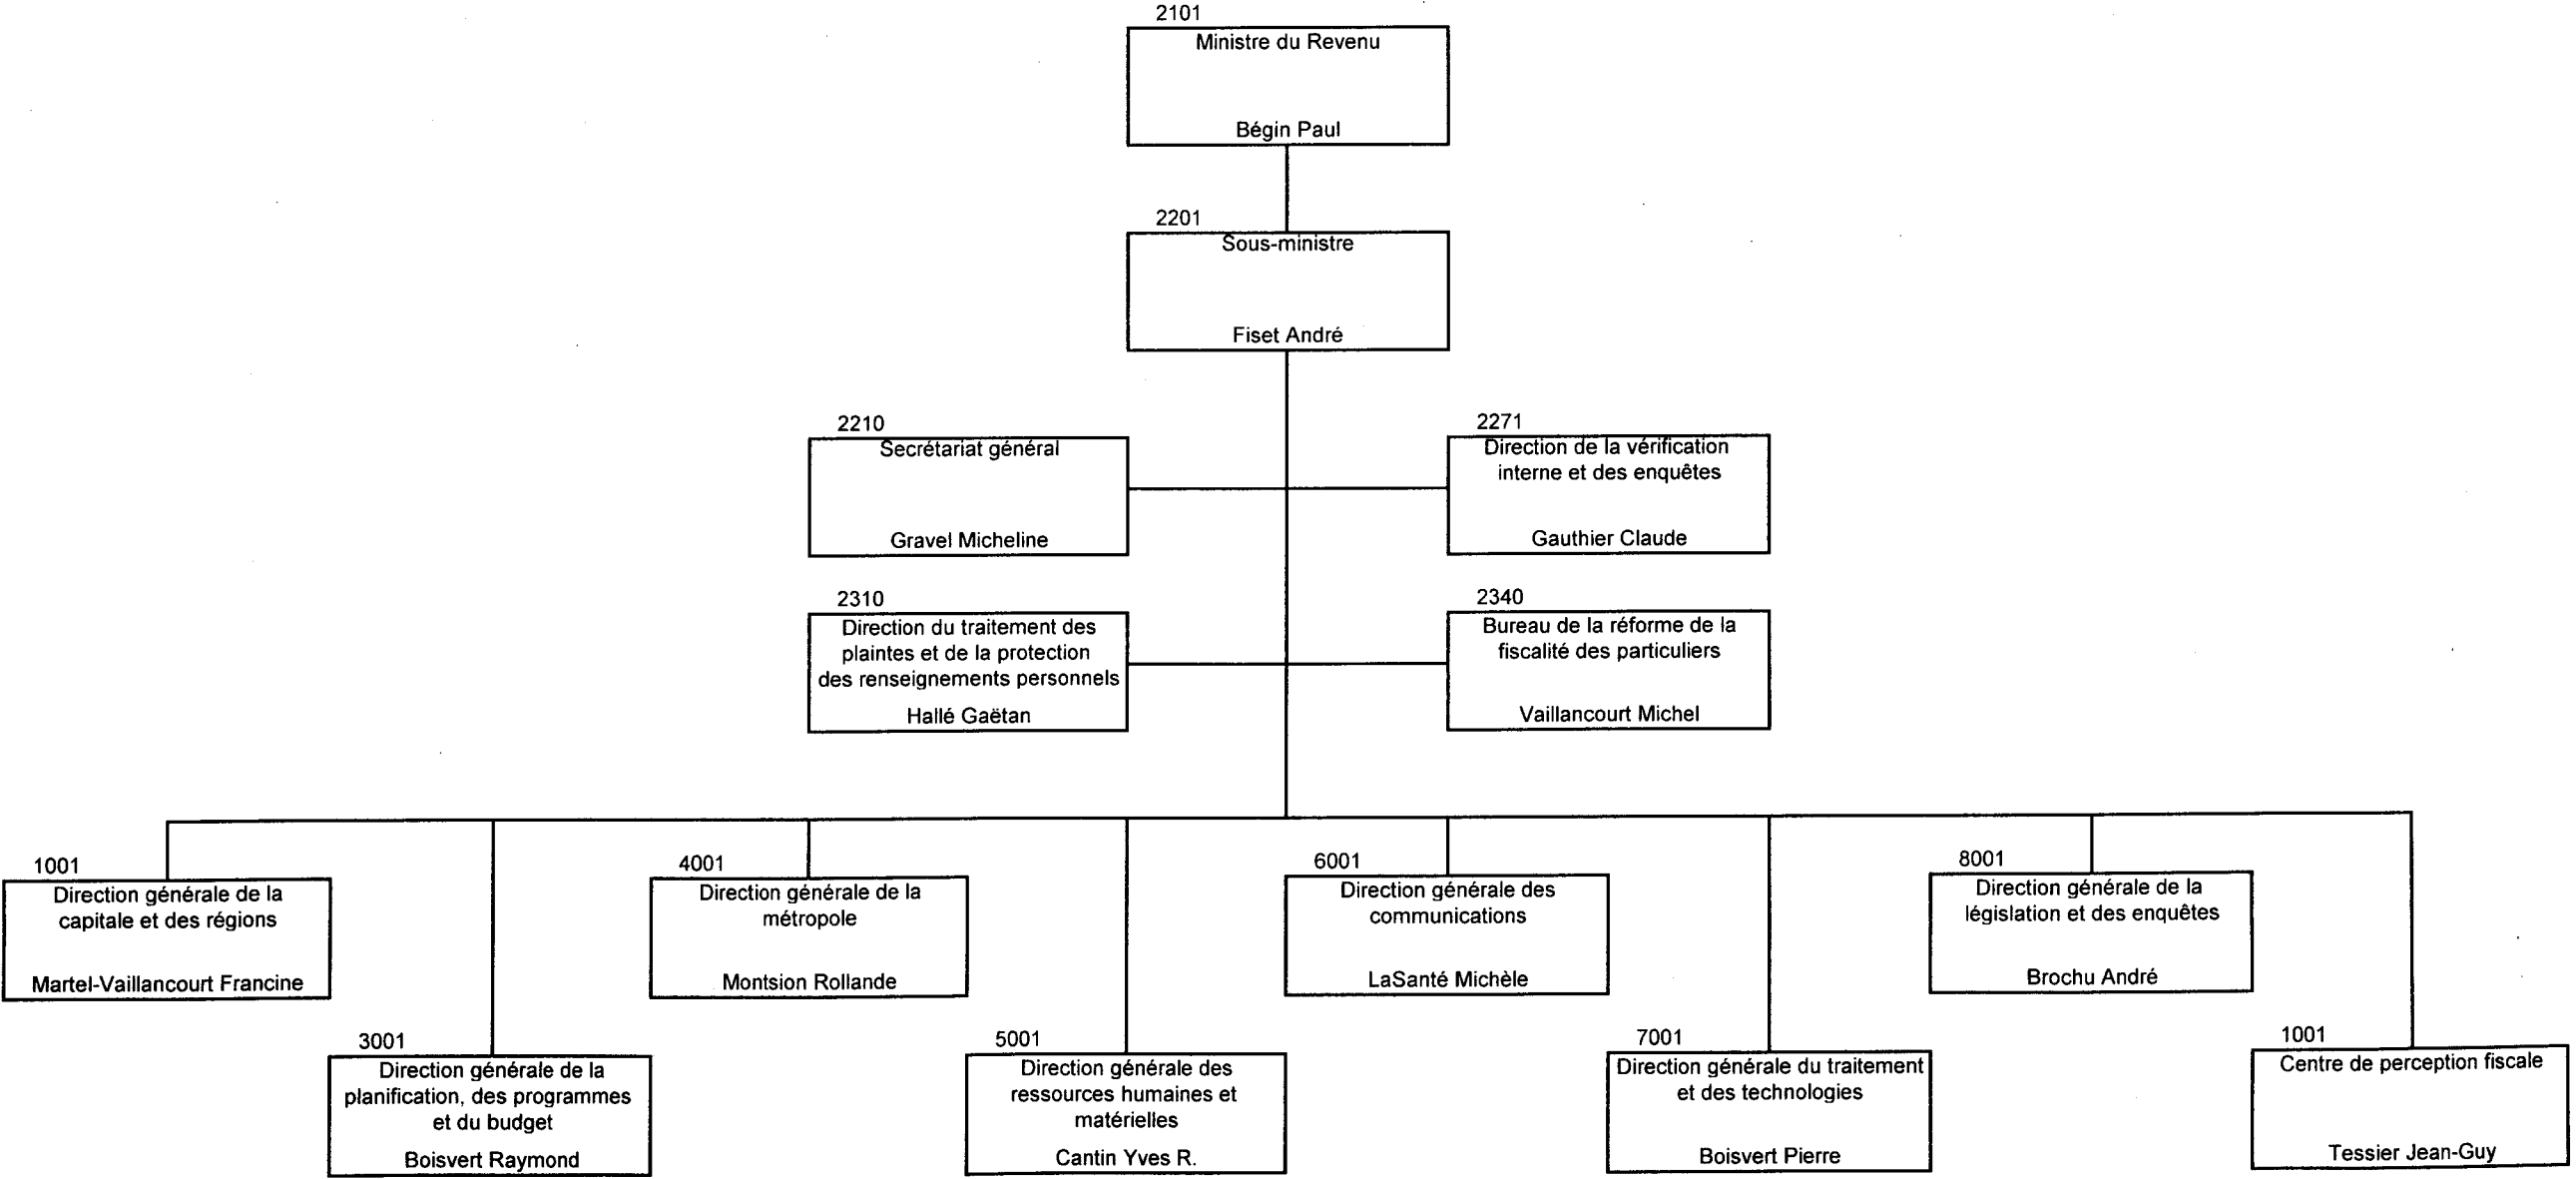 2101
Ministre du Revenu
Bégin Paul
2201
Sous-ministre
Fiset André
2210
Secrétariat général
Gravel Micheline
2271
Direction de la vérification
interne et des enquêtes
Gauthier Claude
2310
Direction du traitement des
plaintes et de la protection
des renseignements personnels
Hallé Gaëtan
2340
Bureau de la réforme de la
fiscalité des particuliers
Vaillancourt Michel
1001
Direction générale de la
capitale et des régions
Martel-Vaillancourt Francine
3001
Direction générale de la
planification, des programmes
et du budget
Boisvert Raymond
4001
Direction générale de la
métropole
Montsion Rollande
5001
Direction générale des
ressources humaines et
matérielles
Cantin Yves R.
6001
Direction générale des
communications
LaSanté Michèle
7001
Direction générale du traitement
et des technologies
Boisvert Pierre
8001
Direction générale de la
législation et des enquêtes
Brochu André
1001
Centre de perception fiscale
Tessier Jean-Guy